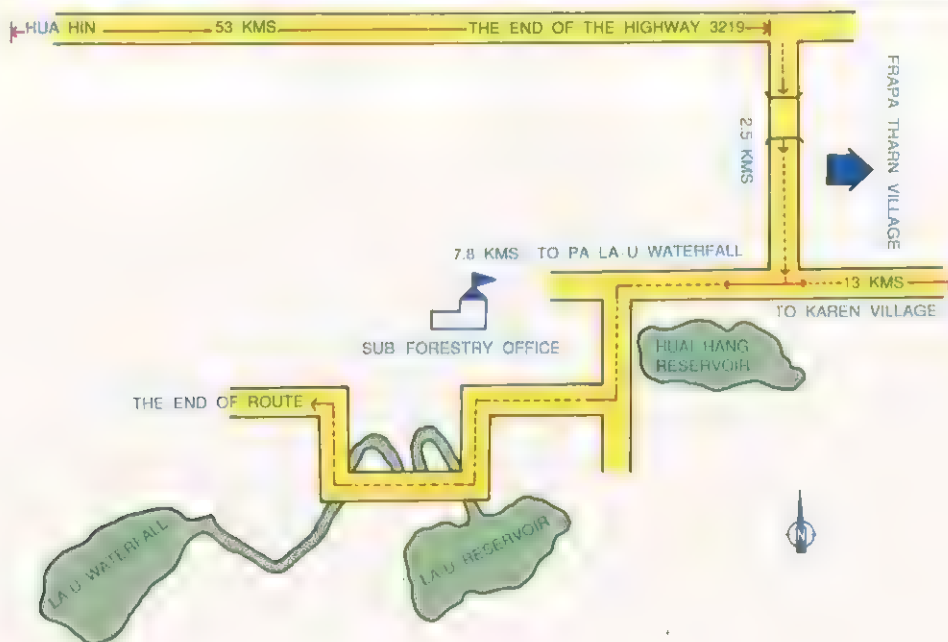 HUA HIN 53 KMS. THE END OF THE HIGHWAY 3219
FRAPA THARN VILLAGE
2.5 KMS
7.8 KMS TO PA LA-U WATERFALL
13 KMS
TO KAREN VILLAGE
SUB FORESTRY OFFICE
HUAI HANG
RESERVOIR
THE END OF ROUTE
LA-U WATERFALL
LA-U RESERVOIR
N